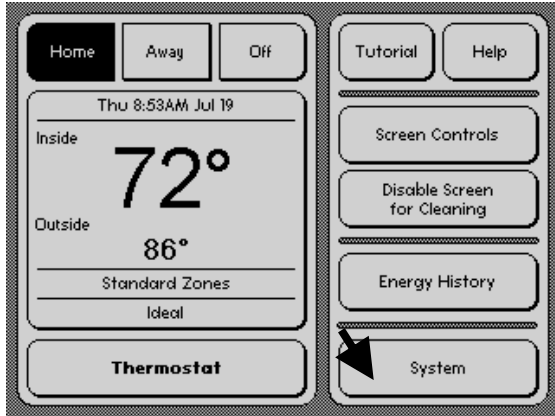 Home
Away
Off
Thu 8:53AM Jul 19
Inside
72°
Outside
86°
Standard Zones
Ideal
Thermostat
Tutorial
Help
Screen Controls
Disable Screen
for Cleaning
Energy History
System